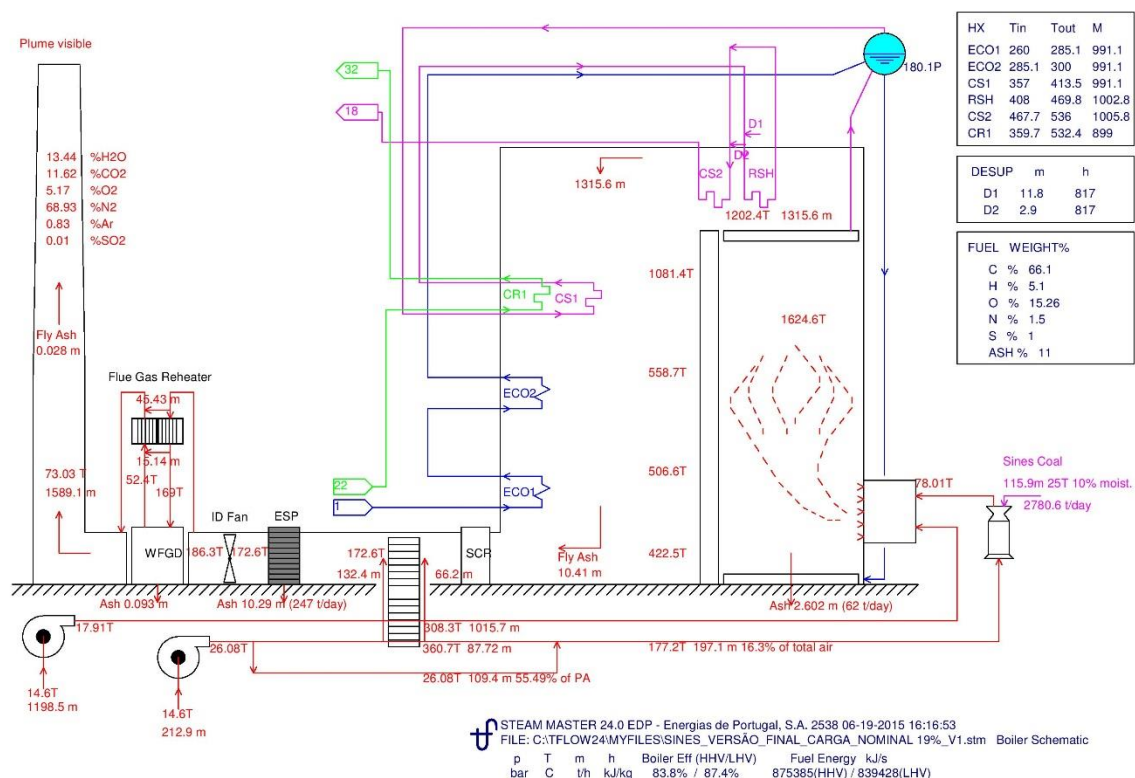 Plume visible
13.44 %H2O
11.62 %CO2
5.17 %O2
68.93 %N2
0.83 %Ar
0.01 %SO2
Fly Ash
0.028 m
Flue Gas Reheater
45.43 m
15.14 m
73.03 T
1589.1 m
52.4T
169T
WFGD
ID Fan
186.3T
172.6T
ESP
32
18
22
1
CR1
CS1
ECO2
ECO1
172.6T
132.4 m
66.2 m
SCR
Fly Ash
10.41 m
1315.6 m
CS2
RSH
D1
D2
1202.4T 1315.6 m
180.1P
1081.4T
558.7T
506.6T
422.5T
1624.6T
78.01T
Sines Coal
115.9m 25T 10% moist.
2780.6 t/day
Ash 0.093 m
Ash 10.29 m (247 t/day)
Ash 2.602 m (62 t/day)
17.91T
308.3T 1015.7 m
26.08T
360.7T 87.72 m
177.2T 197.1 m 16.3% of total air
26.08T 109.4 m 55.49% of PA
14.6T
1198.5 m
14.6T
212.9 m
HX Tin Tout M
ECO1 260 285.1 991.1
ECO2 285.1 300 991.1
CS1 357 413.5 991.1
RSH 408 469.8 1002.8
CS2 467.7 536 1005.8
CR1 359.7 532.4 899
DESUP m h
D1 11.8 817
D2 2.9 817
FUEL WEIGHT%
C % 66.1
H % 5.1
O % 15.26
N % 1.5
S % 1
ASH % 11
STEAM MASTER 24.0 EDP - Energias de Portugal, S.A. 2538 06-19-2015 16:16:53
FILE: C:\TFLOW24\MYFILES\SINES_VERSÃO_FINAL_CARGA_NOMINAL 19%_V1.stm Boiler Schematic
p T m h Boiler Eff (HHV/LHV) Fuel Energy kJ/s
bar C t/h kJ/kg 83.8% / 87.4% 875385(HHV) / 839428(LHV)